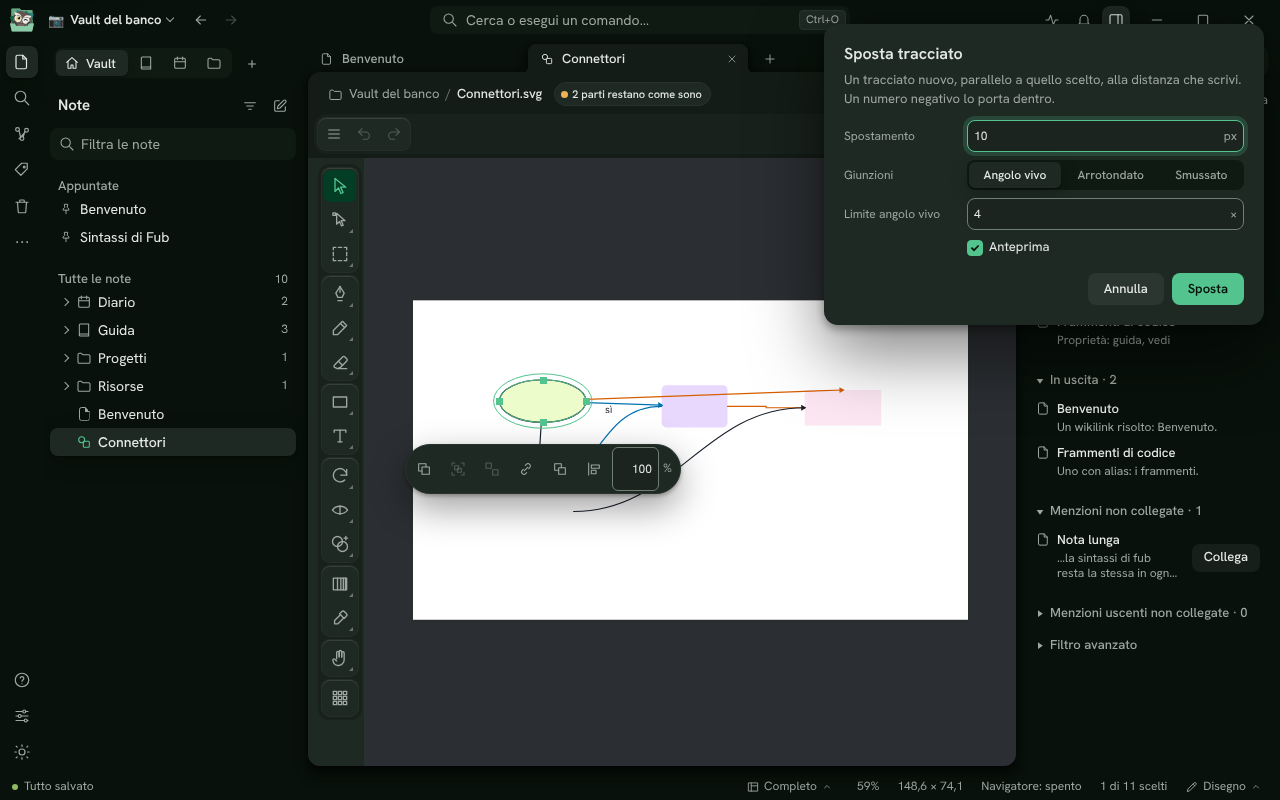 Vault del banco
Cerca o esegui un comando...
Ctrl+O
Vault
Note
Filtra le note
Appuntate
Benvenuto
Sintassi di Fub
Tutte le note 10
Diario 2
Guida 3
Progetti 1
Risorse 1
Benvenuto
Connettori
Tutto salvato
Benvenuto
Connettori
Vault del banco / Connettori.svg
2 parti restano come sono
sì
100 %
Sposta tracciato
Un tracciato nuovo, parallelo a quello scelto, alla distanza che scrivi.
Un numero negativo lo porta dentro.
Spostamento 10 px
Giunzioni Angolo vivo Arrotondato Smussato
Limite angolo vivo 4 ×
Anteprima
Annulla Sposta
Proprietà: guida, vedi
In uscita · 2
Benvenuto
Un wikilink risolto: Benvenuto.
Frammenti di codice
Uno con alias: i frammenti.
Menzioni non collegate · 1
Nota lunga
...la sintassi di fub
resta la stessa in ogn...
Collega
Menzioni uscenti non collegate · 0
Filtro avanzato
Completo 59% 148,6 × 74,1 Navigatore: spento 1 di 11 scelti Disegno